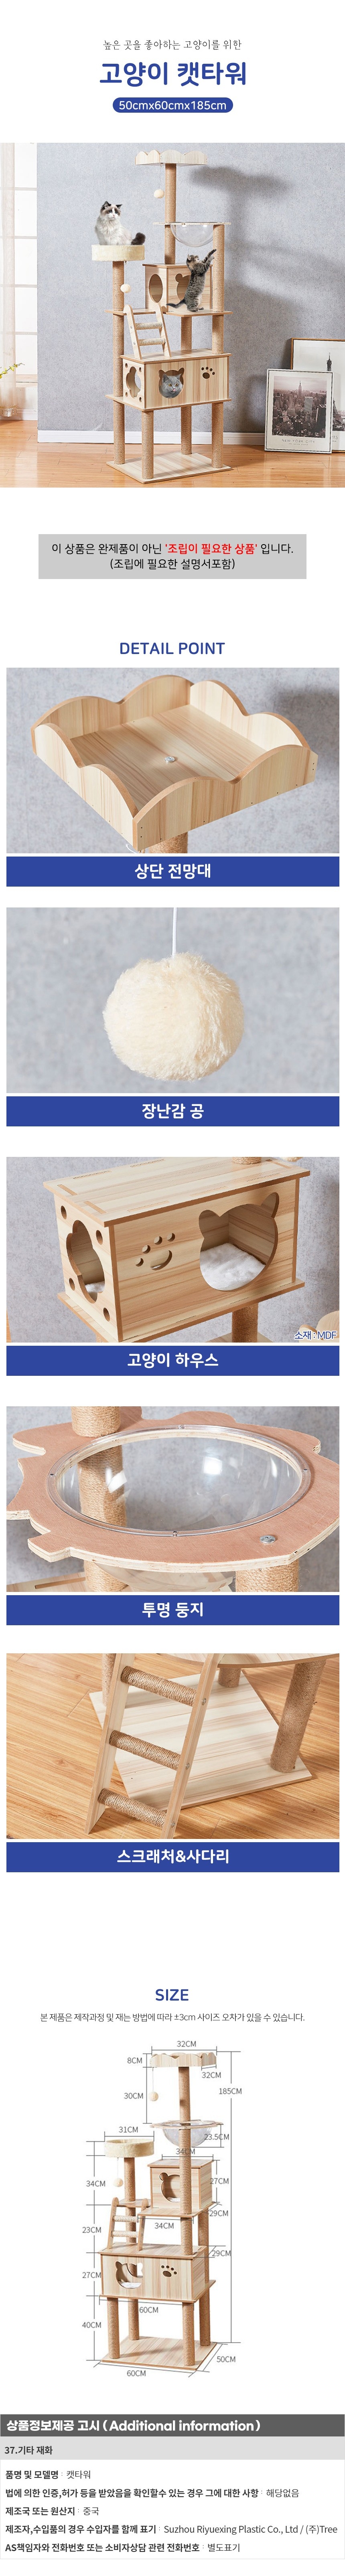 높은 곳을 좋아하는 고양이를 위한
고양이 캣타워
50cmx60cmx185cm
이 상품은 완제품이 아닌 '조립이 필요한 상품' 입니다.
(조립에 필요한 설명서포함)
DETAIL POINT
상단 전망대
장난감 공
소재 : MDF
고양이 하우스
투명 둥지
스크래처&사다리
SIZE
본 제품은 제작과정 및 재는 방법에 따라 ±3cm 사이즈 오차가 있을 수 있습니다.
32CM
8CM
32CM
185CM
30CM
31CM
23.5CM
34CM
34CM
27CM
29CM
34CM
23CM
29CM
27CM
60CM
40CM
50CM
60CM
상품정보제공 고시 ( Additional information )
37.기타 재화
품명 및 모델명 : 캣타워
법에 의한 인증,허가 등을 받았음을 확인할수 있는 경우 그에 대한 사항 : 해당없음
제조국 또는 원산지 : 중국
제조자,수입품의 경우 수입자를 함께 표기 : Suzhou Riyuexing Plastic Co., Ltd / (주)Tree
AS책임자와 전화번호 또는 소비자상담 관련 전화번호 : 별도표기